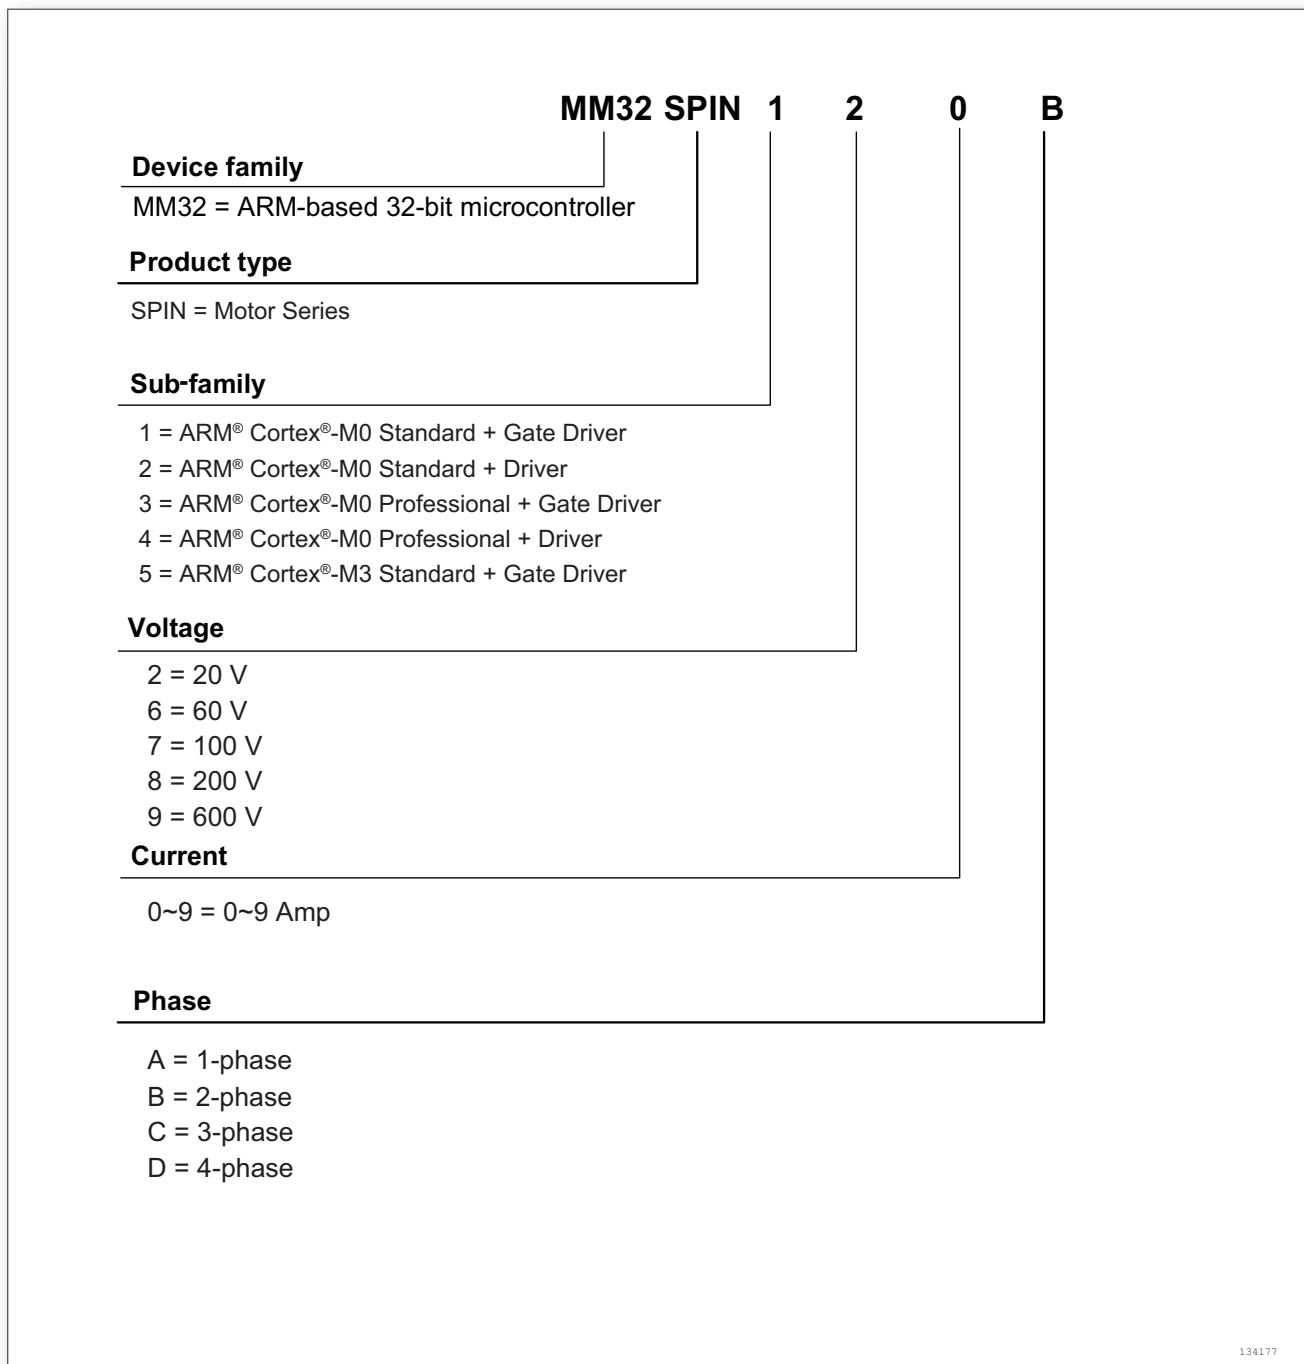 MM32 SPIN 1 2 0 B
Device family
MM32 = ARM-based 32-bit microcontroller
Product type
SPIN = Motor Series
Sub-family
1 = ARM® Cortex®-M0 Standard + Gate Driver
2 = ARM® Cortex®-M0 Standard + Driver
3 = ARM® Cortex®-M0 Professional + Gate Driver
4 = ARM® Cortex®-M0 Professional + Driver
5 = ARM® Cortex®-M3 Standard + Gate Driver
Voltage
2 = 20 V
6 = 60 V
7 = 100 V
8 = 200 V
9 = 600 V
Current
0~9 = 0~9 Amp
Phase
A = 1-phase
B = 2-phase
C = 3-phase
D = 4-phase
134177